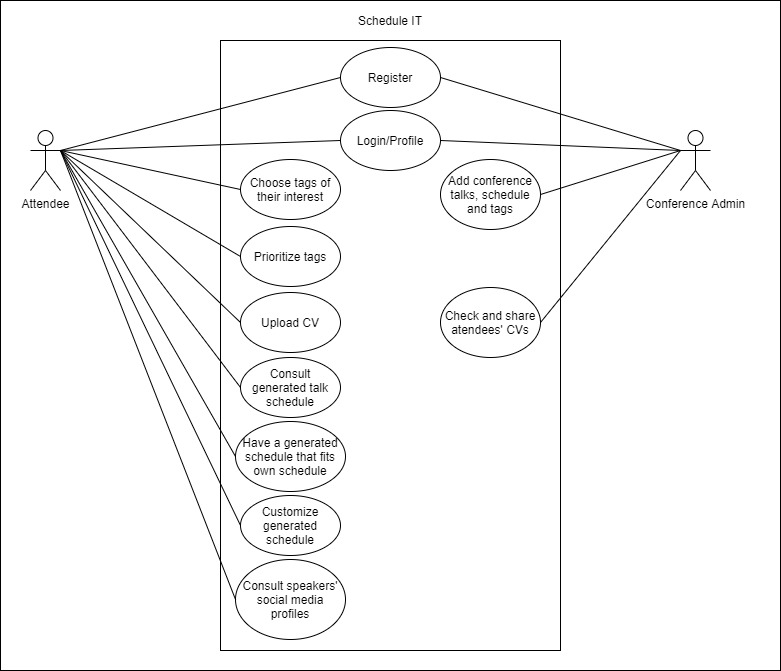 Schedule IT
Register
Login/Profile
Attendee
Conference Admin
Choose tags of
their interest
Add conference
talks, schedule
and tags
Prioritize tags
Upload CV
Check and share
atendees' CVs
Consult
generated talk
schedule
Have a generated
schedule that fits
own schedule
Customize
generated
schedule
Consult speakers'
social media
profiles